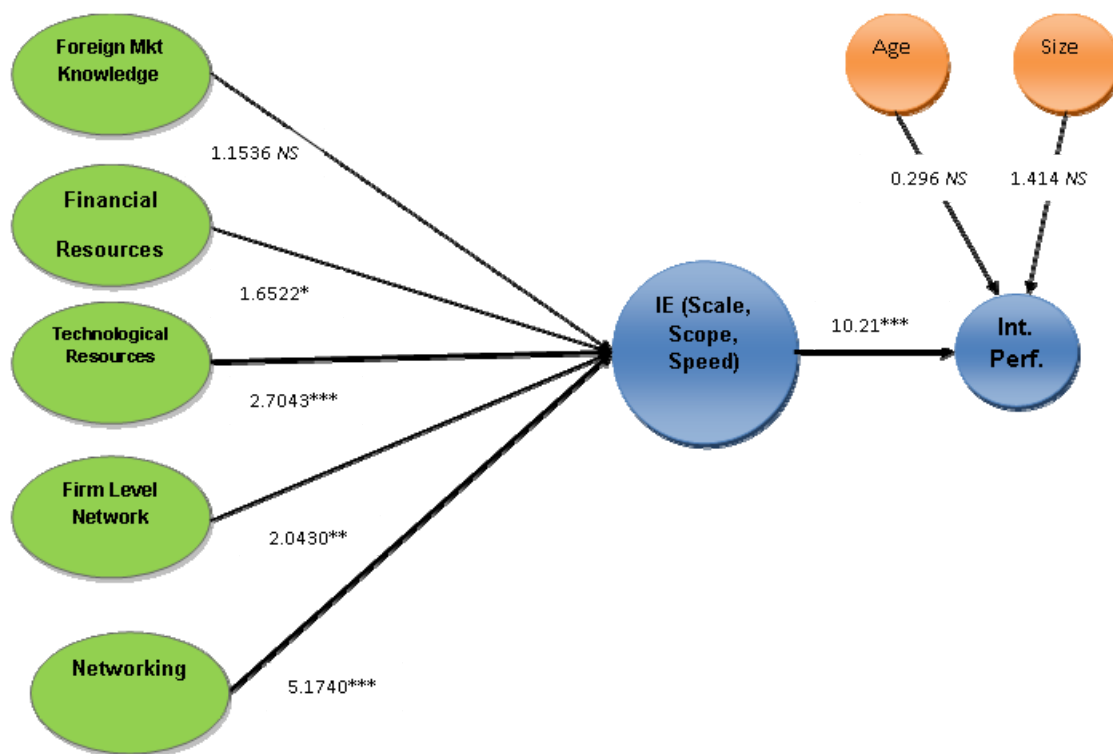 Foreign Mkt
Knowledge
Age
Size
1.1536 NS
0.296 NS
1.414 NS
Financial
Resources
1.6522*
Technological
Resources
IE (Scale,
Scope,
Speed)
10.21***
Int.
Perf.
2.7043***
Firm Level
Network
2.0430**
Networking
5.1740***